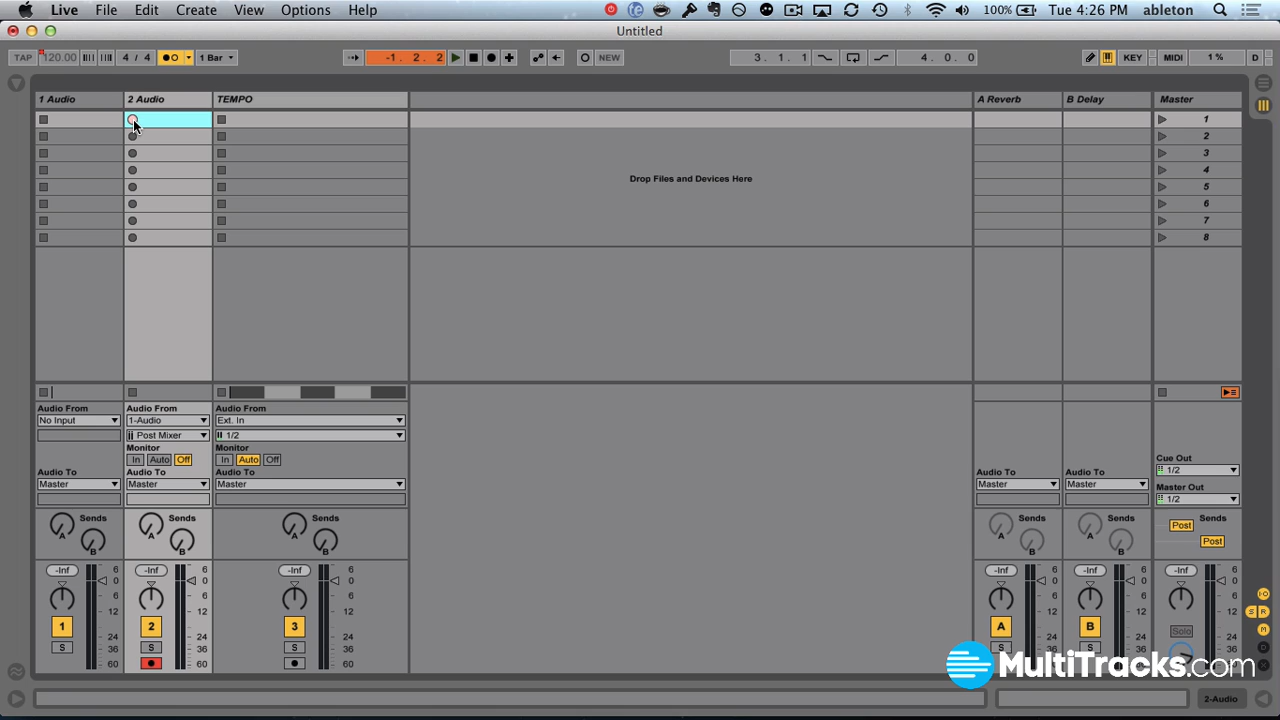 Live File Edit Create View Options Help 100% Tue 4:26 PM ableton
Untitled
TAP 120.00 4 / 4 1 Bar -1. 2. 2 NEW 3. 1. 1 4. 0. 0 KEY MIDI 1 % D
1 Audio 2 Audio TEMPO A Reverb B Delay Master
1
2
3
4
5
6
7
8
Drop Files and Devices Here
Audio From Audio From Audio From
No Input 1-Audio Ext. In
Post Mixer 1/2
Monitor Monitor
In Auto Off In Auto Off
Cue Out
1/2
Audio To Audio To Audio To Audio To Audio To
Master Master Master Master Master
Master Out
1/2
Sends Sends Sends Sends Sends Sends
A B A B A B A B A B Post Post
-Inf -Inf -Inf -Inf -Inf -Inf
6 6 6 6 6 6
0 0 0 0 0 0
6 6 6 6 6 6
12 12 12 12 12 12
1 2 3 A B Solo
24 24 24 24 24 24
S S S S S
36 36 36 36 36 36
60 60 60
MultiTracks.com
2-Audio